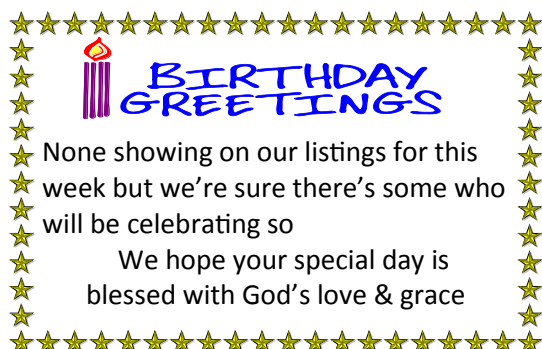 BIRTHDAY
GREETINGS
None showing on our listings for this
week but we're sure there's some who
will be celebrating so
We hope your special day is
blessed with God's love & grace